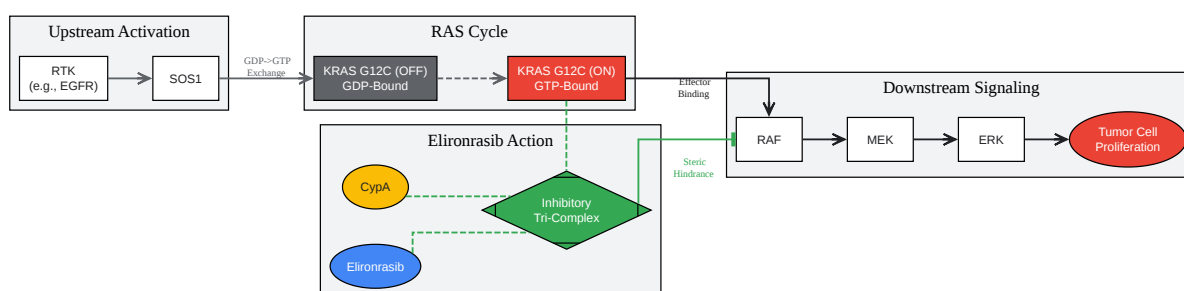 Upstream Activation
RTK
(e.g., EGFR)
SOS1
GDP->GTP
Exchange
RAS Cycle
KRAS G12C (OFF)
GDP-Bound
KRAS G12C (ON)
GTP-Bound
Effector
Binding
Downstream Signaling
RAF
MEK
ERK
Tumor Cell
Proliferation
Elironrasib Action
CypA
Elironrasib
Inhibitory
Tri-Complex
Steric
Hindrance